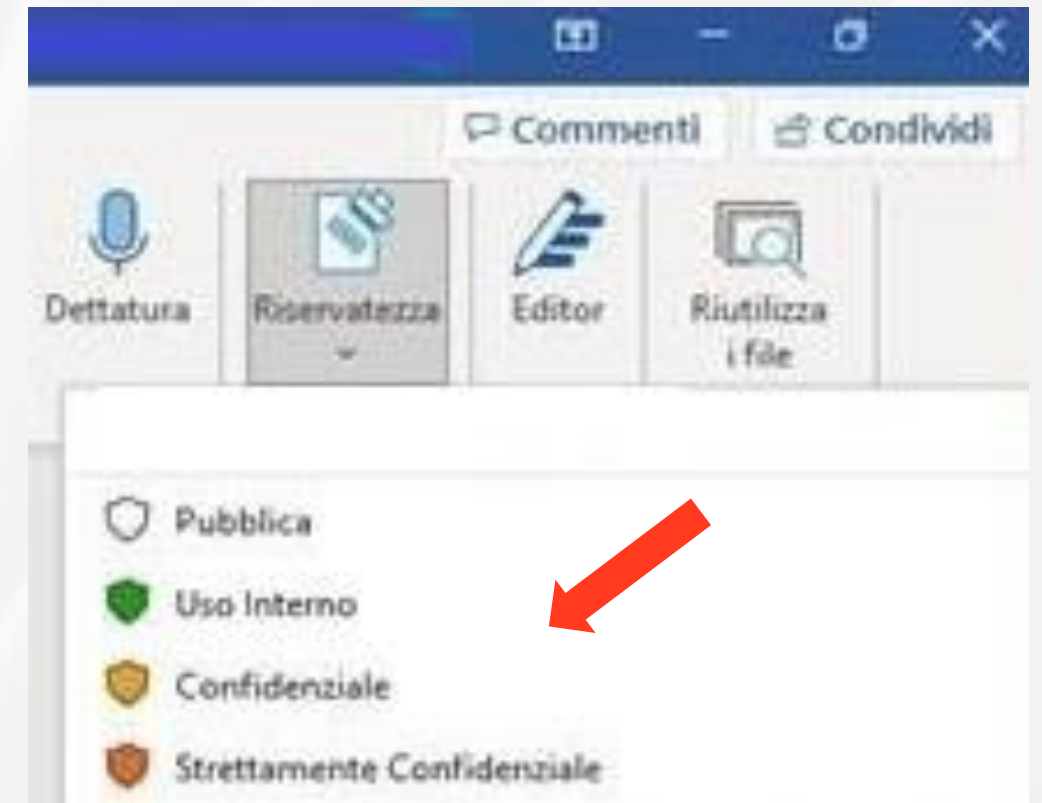 Commenti
Condividi
Dettatura
Riservatezza
Editor
Riutilizza
i file
Pubblica
Uso Interno
Confidenziale
Strettamente Confidenziale